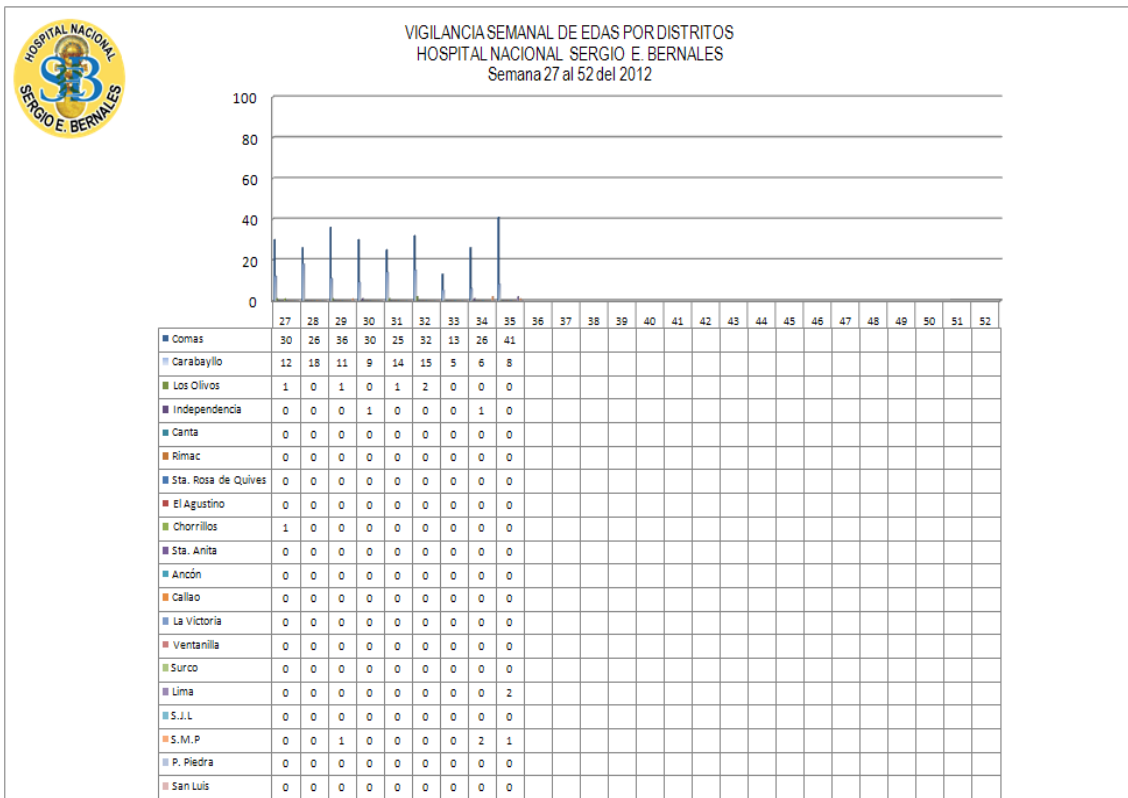 HOSPITAL NACIONAL
SERGIO E. BERNALES
VIGILANCIA SEMANAL DE EDAS POR DISTRITOS
HOSPITAL NACIONAL SERGIO E. BERNALES
Semana 27 al 52 del 2012
100
80
60
40
20
0
27 28 29 30 31 32 33 34 35 36 37 38 39 40 41 42 43 44 45 46 47 48 49 50 51 52
Comas 30 26 36 30 25 32 13 26 41
Carabayllo 12 18 11 9 14 15 5 6 8
Los Olivos 1 0 1 0 1 2 0 0 0
Independencia 0 0 0 1 0 0 0 1 0
Canta 0 0 0 0 0 0 0 0 0
Rimac 0 0 0 0 0 0 0 0 0
Sta. Rosa de Quives 0 0 0 0 0 0 0 0 0
El Agustino 0 0 0 0 0 0 0 0 0
Chorrillos 1 0 0 0 0 0 0 0 0
Sta. Anita 0 0 0 0 0 0 0 0 0
Ancón 0 0 0 0 0 0 0 0 0
Callao 0 0 0 0 0 0 0 0 0
La Victoria 0 0 0 0 0 0 0 0 0
Ventanilla 0 0 0 0 0 0 0 0 0
Surco 0 0 0 0 0 0 0 0 0
Lima 0 0 0 0 0 0 0 0 2
S.J.L 0 0 0 0 0 0 0 0 0
S.M.P 0 0 1 0 0 0 0 2 1
P. Piedra 0 0 0 0 0 0 0 0 0
San Luis 0 0 0 0 0 0 0 0 0